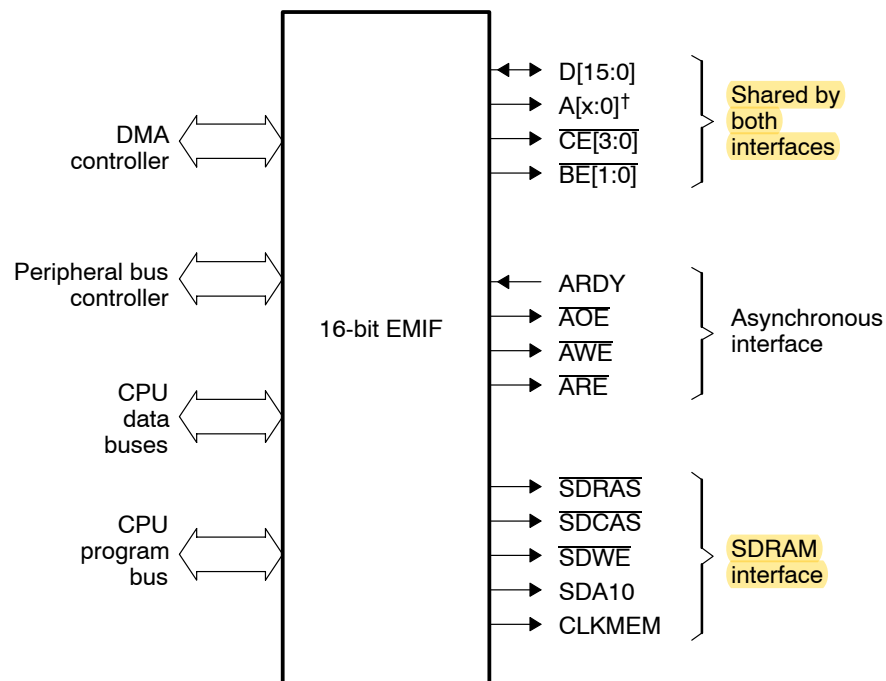 DMA
controller
Peripheral bus
controller
CPU
data
buses
CPU
program
bus
16-bit EMIF
D[15:0]
A[x:0]†
CE[3:0]
BE[1:0]
Shared by
both
interfaces
ARDY
AOE
AWE
ARE
Asynchronous
interface
SDRAS
SDCAS
SDWE
SDA10
CLKMEM
SDRAM
interface